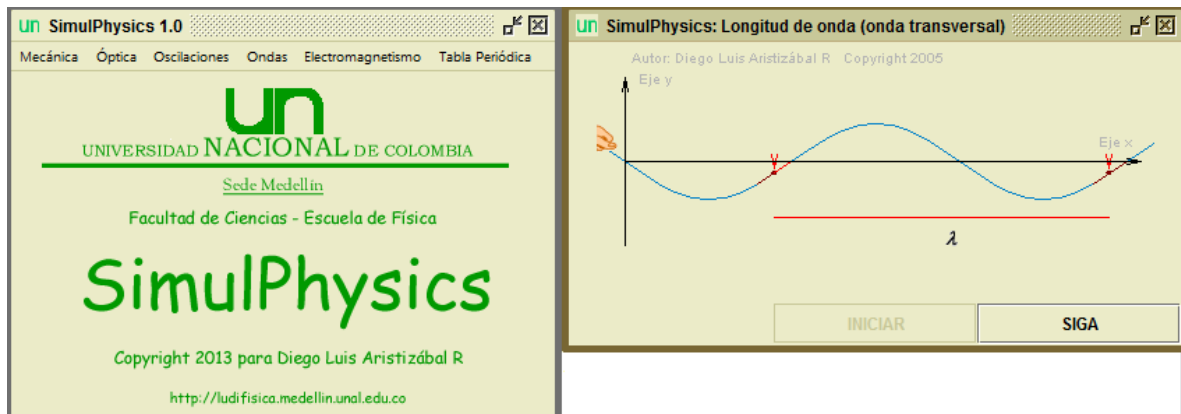 un SimulPhysics 1.0
Mecánica Óptica Oscilaciones Ondas Electromagnetismo Tabla Periódica
un
UNIVERSIDAD NACIONAL DE COLOMBIA
Sede Medellín
Facultad de Ciencias - Escuela de Física
SimulPhysics
Copyright 2013 para Diego Luis Aristizábal R
http://ludifisica.medellin.unal.edu.co
un SimulPhysics: Longitud de onda (onda transversal)
Autor: Diego Luis Aristizábal R Copyright 2005
Eje y
Eje x
λ
INICIAR SIGA